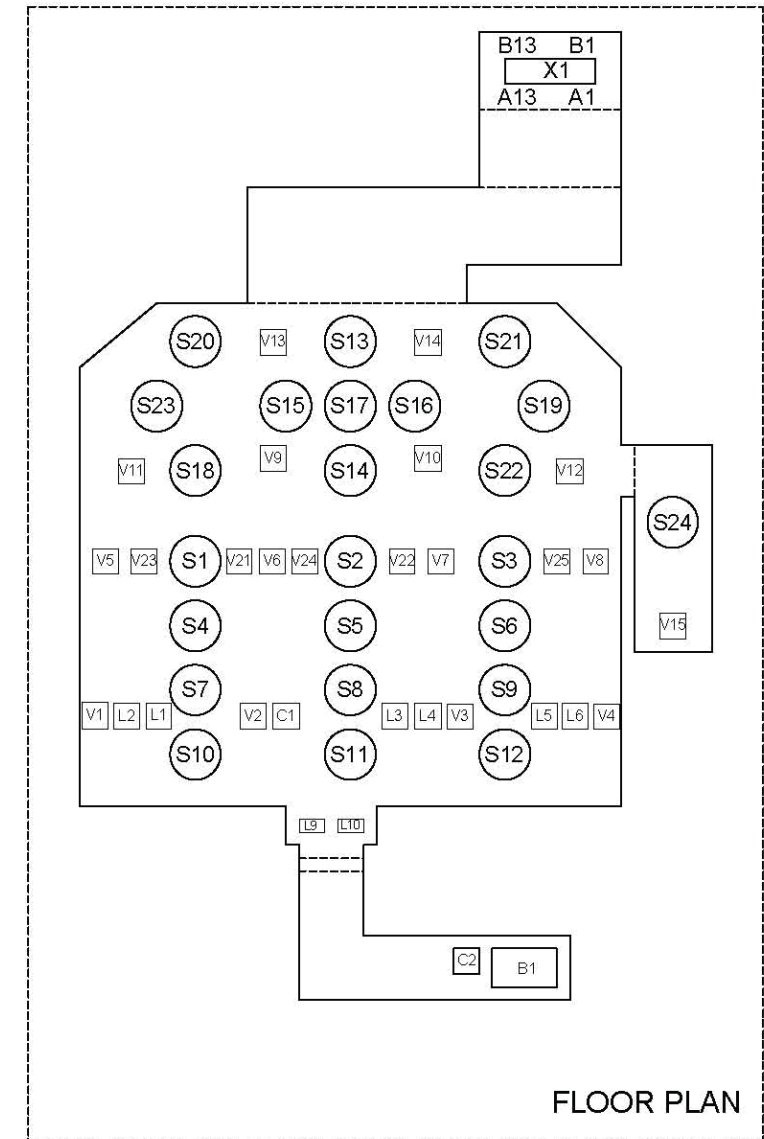 B13 B1
X1
A13 A1
S20 V13 S13 V14 S21
S23 S15 S17 S16 S19
V11 S18 V9 S14 V10 S22 V12
S24
V5 V23 S1 V21 V6 V24 S2 V22 V7 S3 V25 V8
S4 S5 S6 V15
S7 S8 S9
V1 L2 L1 V2 C1 L3 L4 V3 L5 L6 V4
S10 S11 S12
L9 L10
C2 B1
FLOOR PLAN